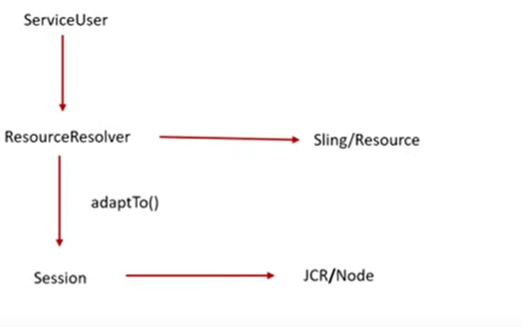 ServiceUser
ResourceResolver
Sling/Resource
adaptTo()
Session
JCR/Node